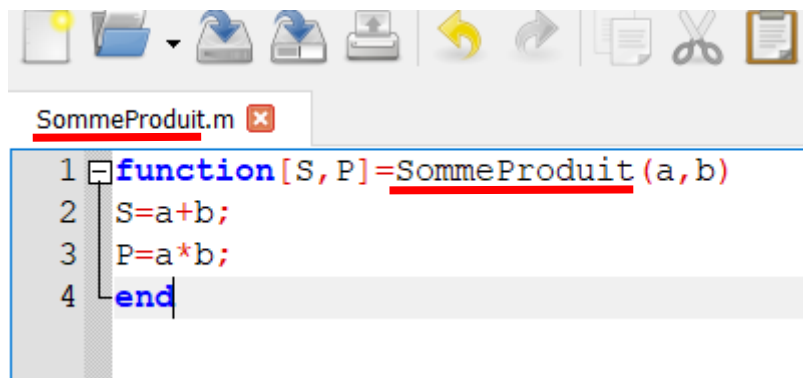 SommeProduit.m
1 function[S,P]=SommeProduit(a,b)
2 S=a+b;
3 P=a*b;
4 end